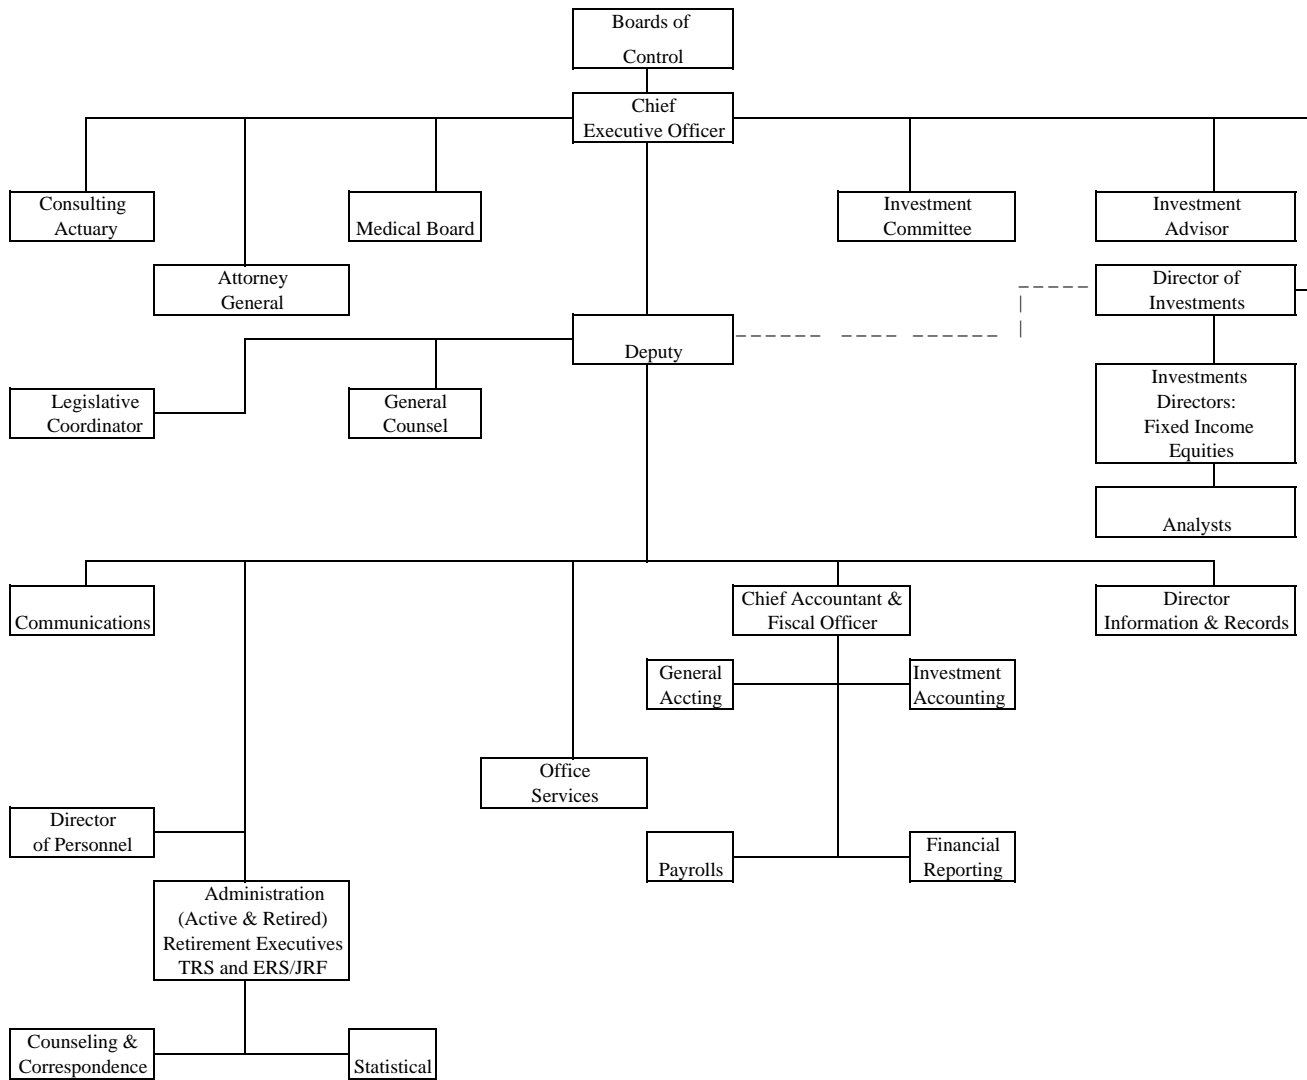 Boards of
Control
Chief
Executive Officer
Consulting
Actuary
Medical Board
Investment
Committee
Investment
Advisor
Attorney
General
Director of
Investments
Deputy
Legislative
Coordinator
General
Counsel
Investments
Directors:
Fixed Income
Equities
Analysts
Communications
Chief Accountant &
Fiscal Officer
Director
Information & Records
General
Accting
Investment
Accounting
Office
Services
Director
of Personnel
Payrolls
Financial
Reporting
Administration
(Active & Retired)
Retirement Executives
TRS and ERS/JRF
Counseling &
Correspondence
Statistical